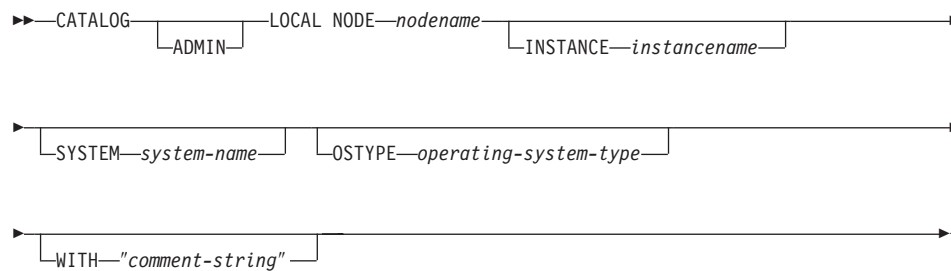 CATALOG ADMIN LOCAL NODE nodename INSTANCE instancename
SYSTEM system-name OSTYPE operating-system-type
WITH "comment-string"